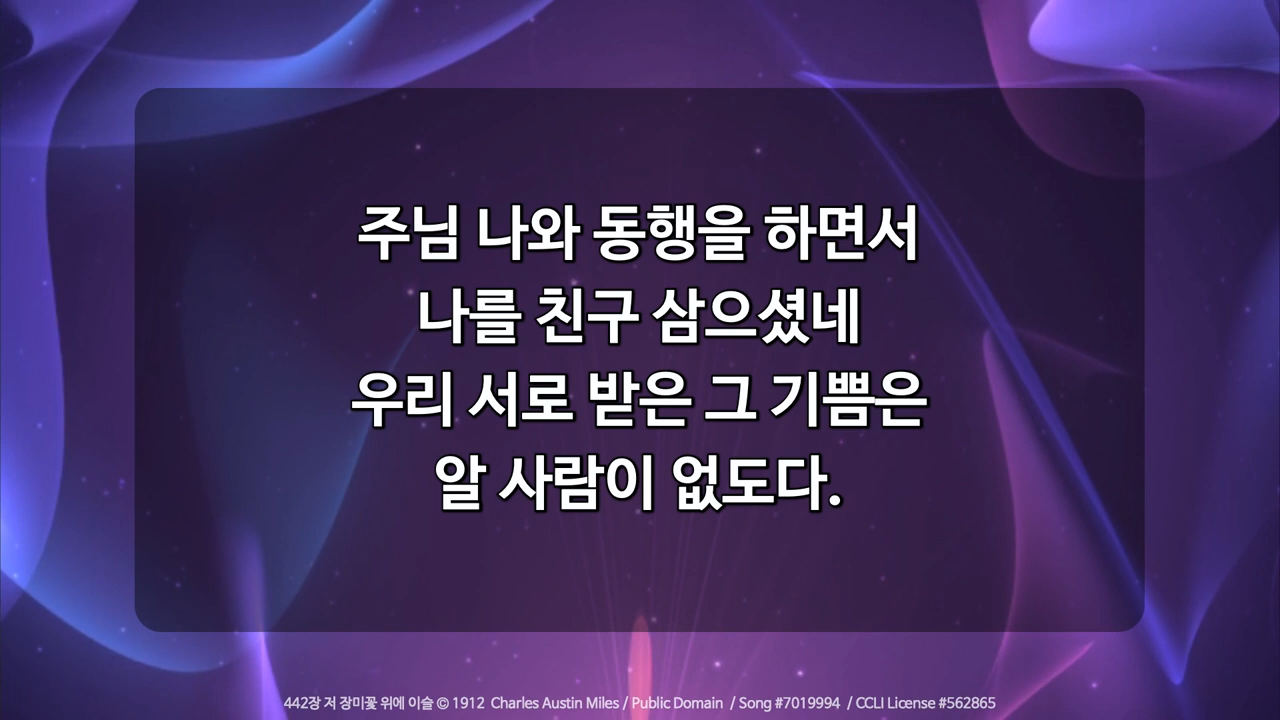 주님 나와 동행을 하면서
나를 친구 삼으셨네
우리 서로 받은 그 기쁨은
알 사람이 없도다.
442장 저 장미꽃 위에 이슬 © 1912 Charles Austin Miles / Public Domain / Song #7019994 / CCLI License #562865